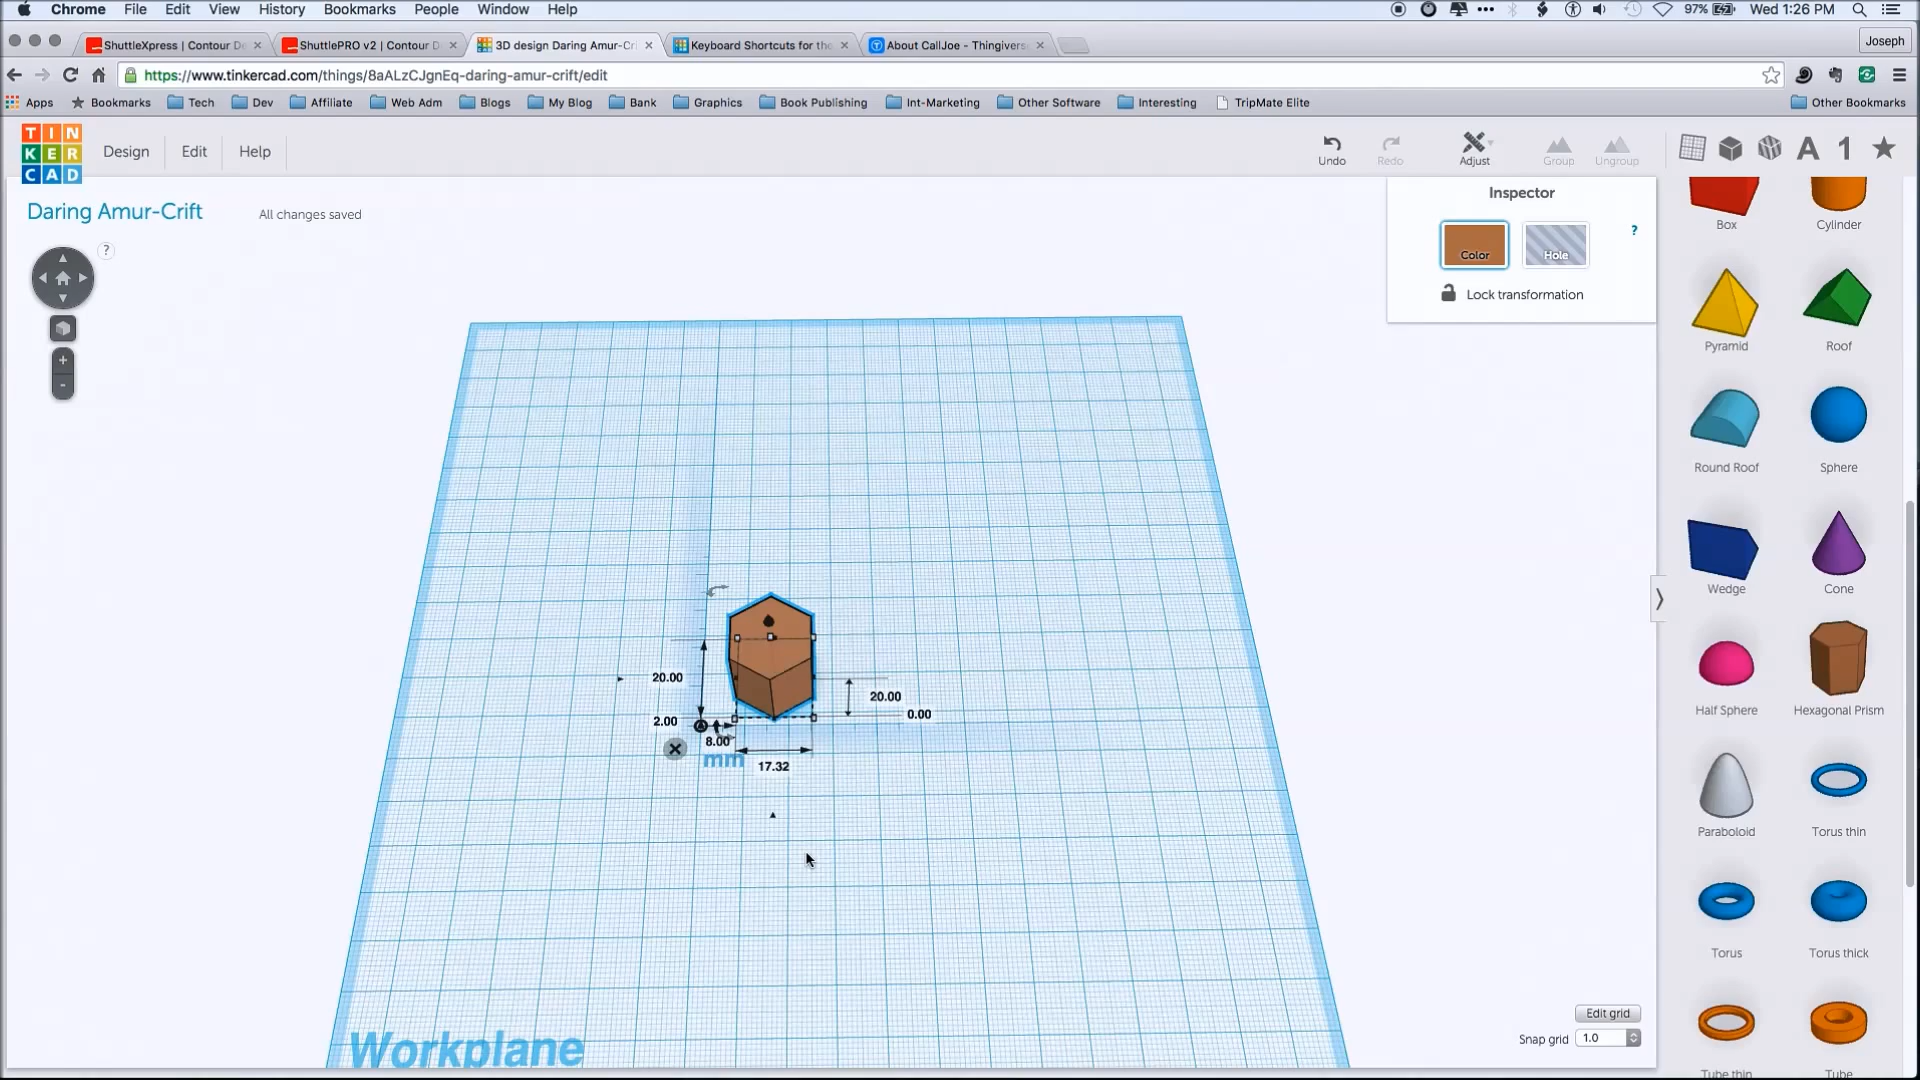 Chrome File Edit View History Bookmarks People Window Help 97% Wed 1:26 PM
ShuttleXpress | Contour De ShuttlePRO v2 | Contour D 3D design Daring Amur-Cri Keyboard Shortcuts for tho About CallJoe - Thingivers Joseph
https://www.tinkercad.com/things/8aALzCJgnEq-daring-amur-crift/edit
Apps Bookmarks Tech Dev Affiliate Web Adm Blogs My Blog Bank Graphics Book Publishing Int-Marketing Other Software Interesting TripMate Elite Other Bookmarks
TIN
KER
CAD
Design Edit Help
Undo Redo Adjust Group Ungroup A 1
Daring Amur-Crift All changes saved
?
+
-
Inspector
Color Hole ?
Lock transformation
Box Cylinder
Pyramid Roof
Round Roof Sphere
Wedge Cone
Half Sphere Hexagonal Prism
Paraboloid Torus thin
Torus Torus thick
Tube thin Tube
20.00
20.00
2.00
0.00
8.00
mm
17.32
Workplane
Edit grid
Snap grid 1.0